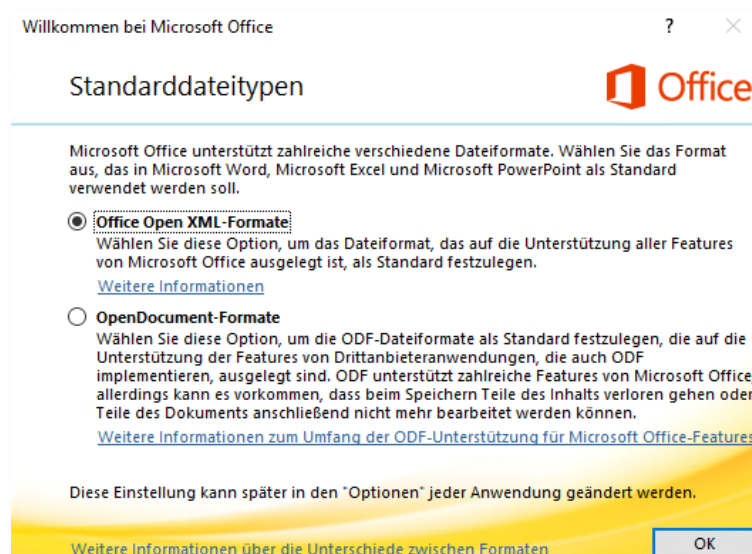 Willkommen bei Microsoft Office
?
Standarddateitypen
Office
Microsoft Office unterstützt zahlreiche verschiedene Dateiformate. Wählen Sie das Format
aus, das in Microsoft Word, Microsoft Excel und Microsoft PowerPoint als Standard
verwendet werden soll.
Office Open XML-Formate
Wählen Sie diese Option, um das Dateiformat, das auf die Unterstützung aller Features
von Microsoft Office ausgelegt ist, als Standard festzulegen.
Weitere Informationen
OpenDocument-Formate
Wählen Sie diese Option, um die ODF-Dateiformate als Standard festzulegen, die auf die
Unterstützung der Features von Drittanbieteranwendungen, die auch ODF
implementieren, ausgelegt sind. ODF unterstützt zahlreiche Features von Microsoft Office,
allerdings kann es vorkommen, dass beim Speichern Teile des Inhalts verloren gehen oder
Teile des Dokuments anschließend nicht mehr bearbeitet werden können.
Weitere Informationen zum Umfang der ODF-Unterstützung für Microsoft Office-Features
Diese Einstellung kann später in den "Optionen" jeder Anwendung geändert werden.
Weitere Informationen über die Unterschiede zwischen Formaten
OK